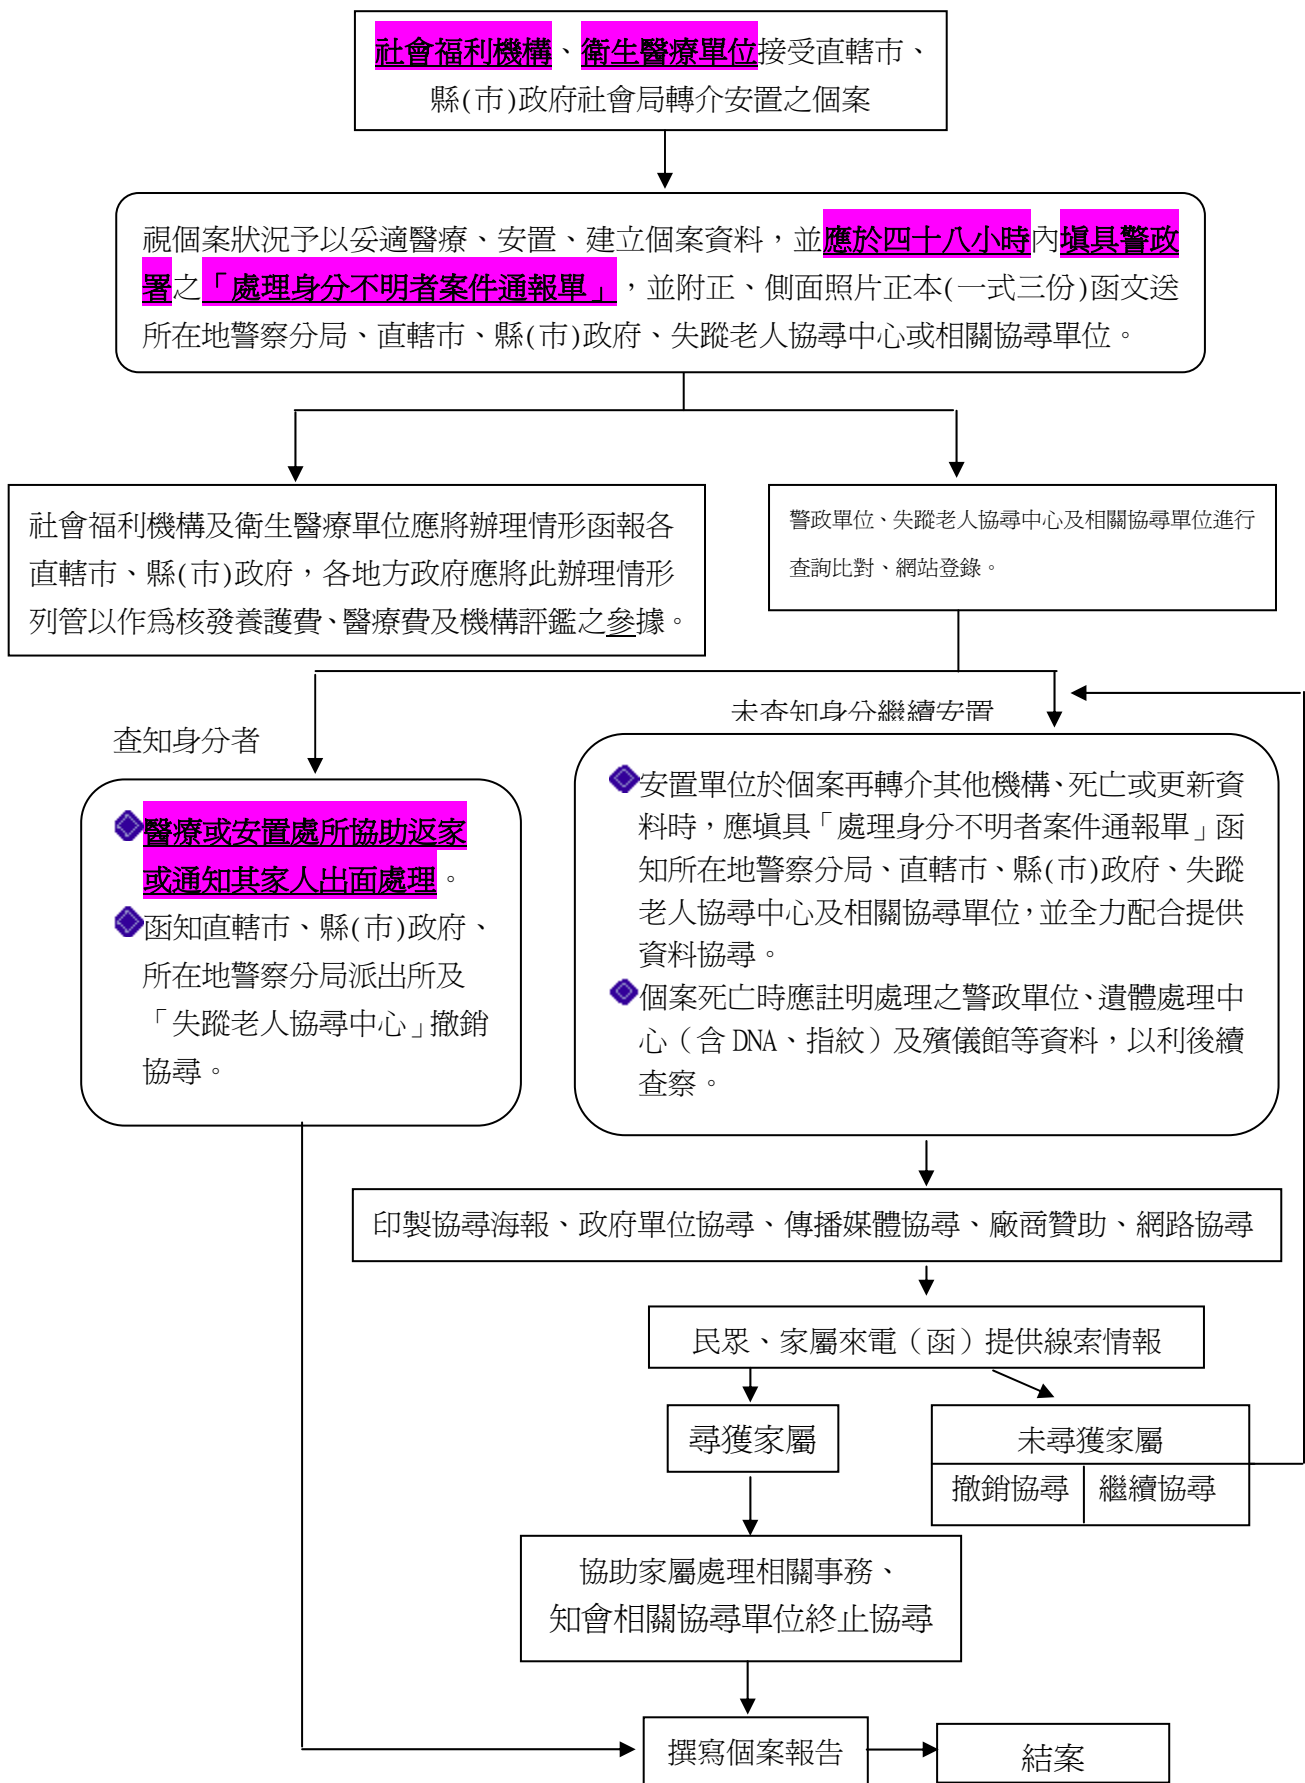 社會福利機構、衛生醫療單位接受直轄市、
縣(市)政府社會局轉介安置之個案
視個案狀況予以妥適醫療、安置、建立個案資料，並應於四十八小時內填具警政
署之「處理身分不明者案件通報單」，並附正、側面照片正本(一式三份)函文送
所在地警察分局、直轄市、縣(市)政府、失蹤老人協尋中心或相關協尋單位。
社會福利機構及衛生醫療單位應將辦理情形函報各
直轄市、縣(市)政府，各地方政府應將此辦理情形
列管以作為核發養護費、醫療費及機構評鑑之參據。
警政單位、失蹤老人協尋中心及相關協尋單位進行
查詢比對、網站登錄。
查知身分者
醫療或安置處所協助返家
或通知其家人出面處理。
函知直轄市、縣(市)政府、
所在地警察分局派出所及
「失蹤老人協尋中心」撤銷
協尋。
未查知身分繼續安置
安置單位於個案再轉介其他機構、死亡或更新資
料時，應填具「處理身分不明者案件通報單」函
知所在地警察分局、直轄市、縣(市)政府、失蹤
老人協尋中心及相關協尋單位，並全力配合提供
資料協尋。
個案死亡時應註明處理之警政單位、遺體處理中
心（含 DNA、指紋）及殯儀館等資料，以利後續
查察。
印製協尋海報、政府單位協尋、傳播媒體協尋、廠商贊助、網路協尋
民眾、家屬來電（函）提供線索情報
尋獲家屬
未尋獲家屬
撤銷協尋 繼續協尋
協助家屬處理相關事務、
知會相關協尋單位終止協尋
撰寫個案報告
結案